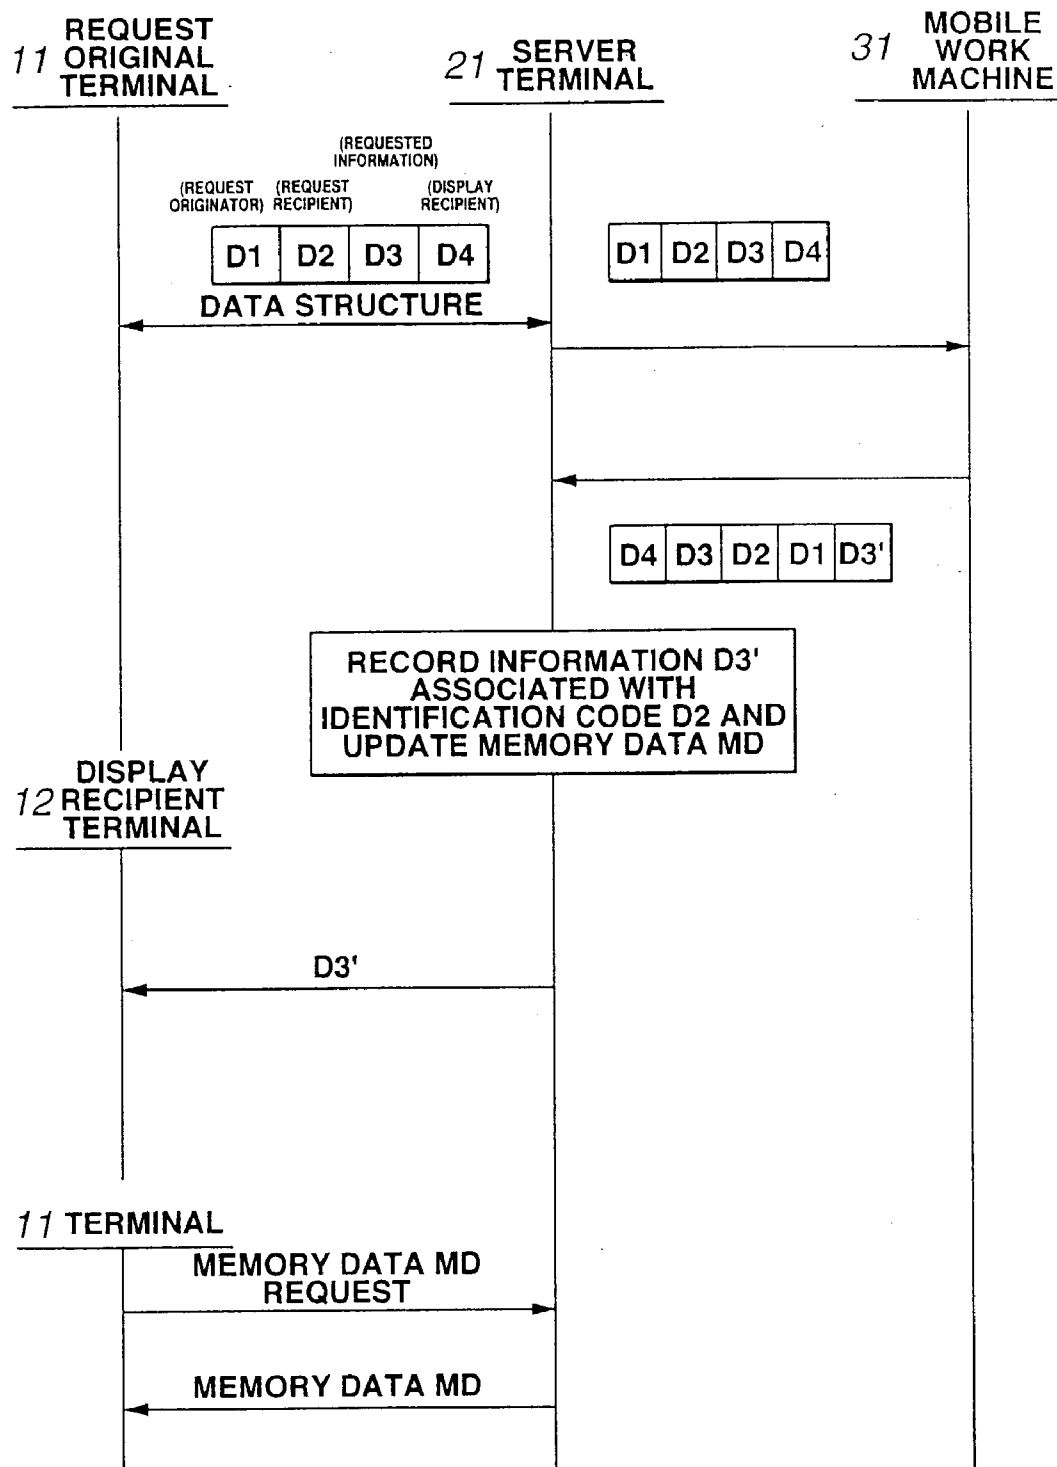 REQUEST
11 ORIGINAL
TERMINAL
21 SERVER
TERMINAL
31 MOBILE
WORK
MACHINE
(REQUESTED
INFORMATION)
(REQUEST
ORIGINATOR)
(REQUEST
RECIPIENT)
(DISPLAY
RECIPIENT)
D1 D2 D3 D4
D1 D2 D3 D4
DATA STRUCTURE
D4 D3 D2 D1 D3'
RECORD INFORMATION D3'
ASSOCIATED WITH
IDENTIFICATION CODE D2 AND
UPDATE MEMORY DATA MD
DISPLAY
12 RECIPIENT
TERMINAL
D3'
11 TERMINAL
MEMORY DATA MD
REQUEST
MEMORY DATA MD